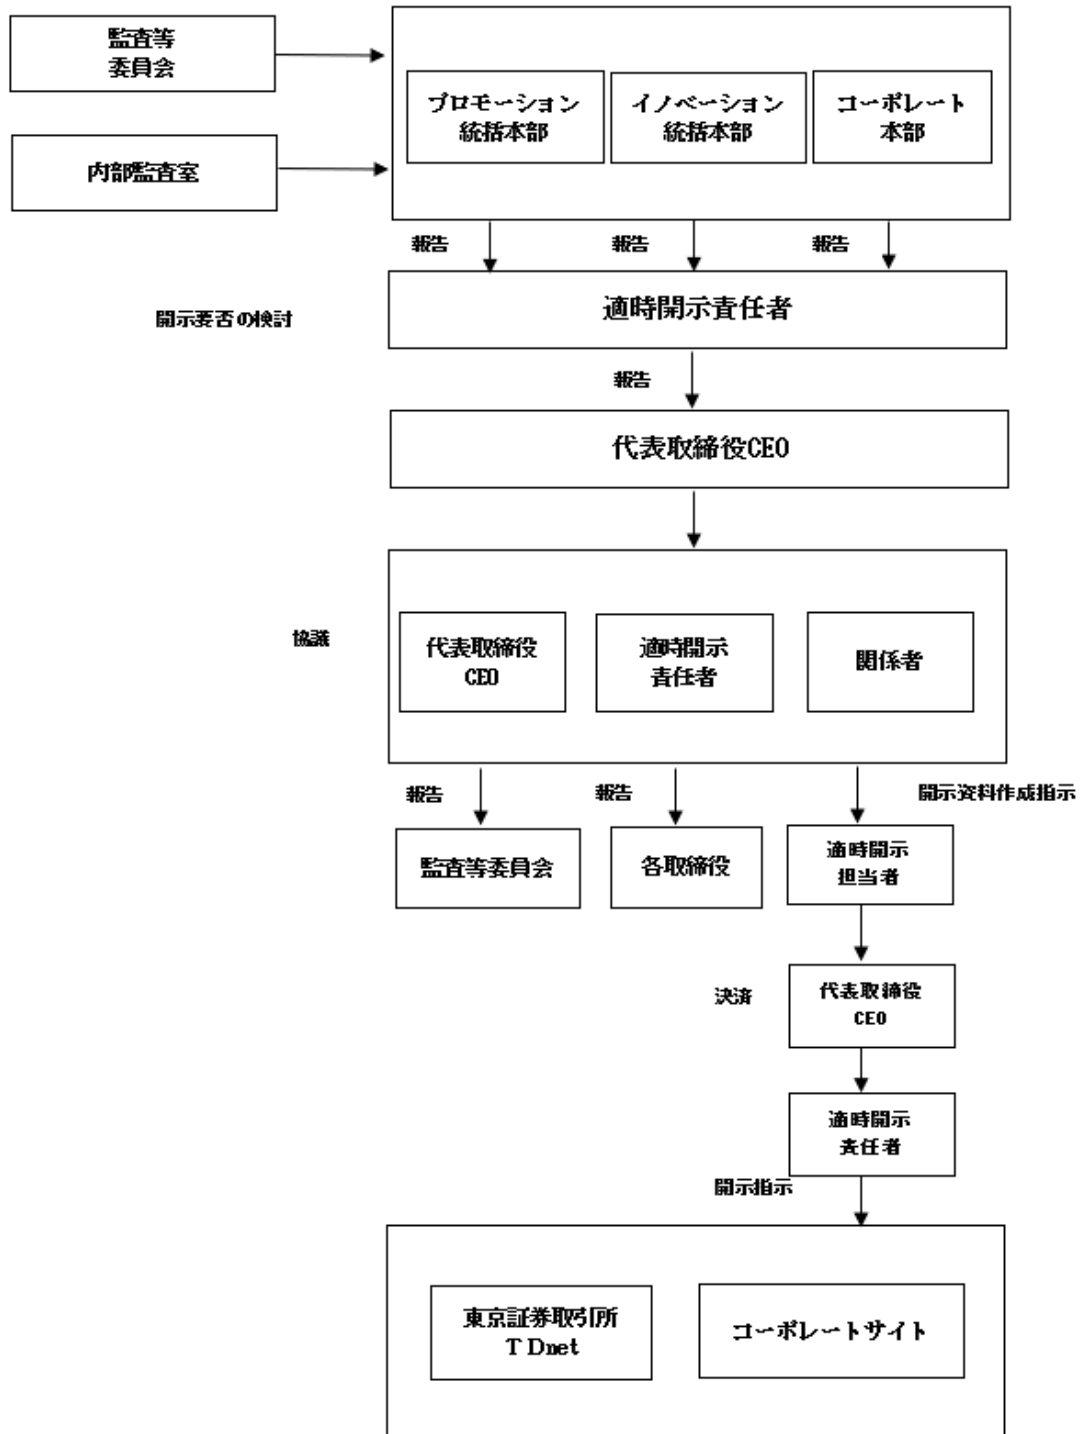 監査等
委員会
内部監査室
プロモーション
統括本部
イノベーション
統括本部
コーポレート
本部
報告
報告
報告
開示要否の検討
適時開示責任者
報告
代表取締役CEO
協議
代表取締役
CEO
適時開示
責任者
関係者
報告
報告
開示資料作成指示
監査等委員会
各取締役
適時開示
担当者
決済
代表取締役
CEO
適時開示
責任者
開示指示
東京証券取引所
TDnet
コーポレートサイト